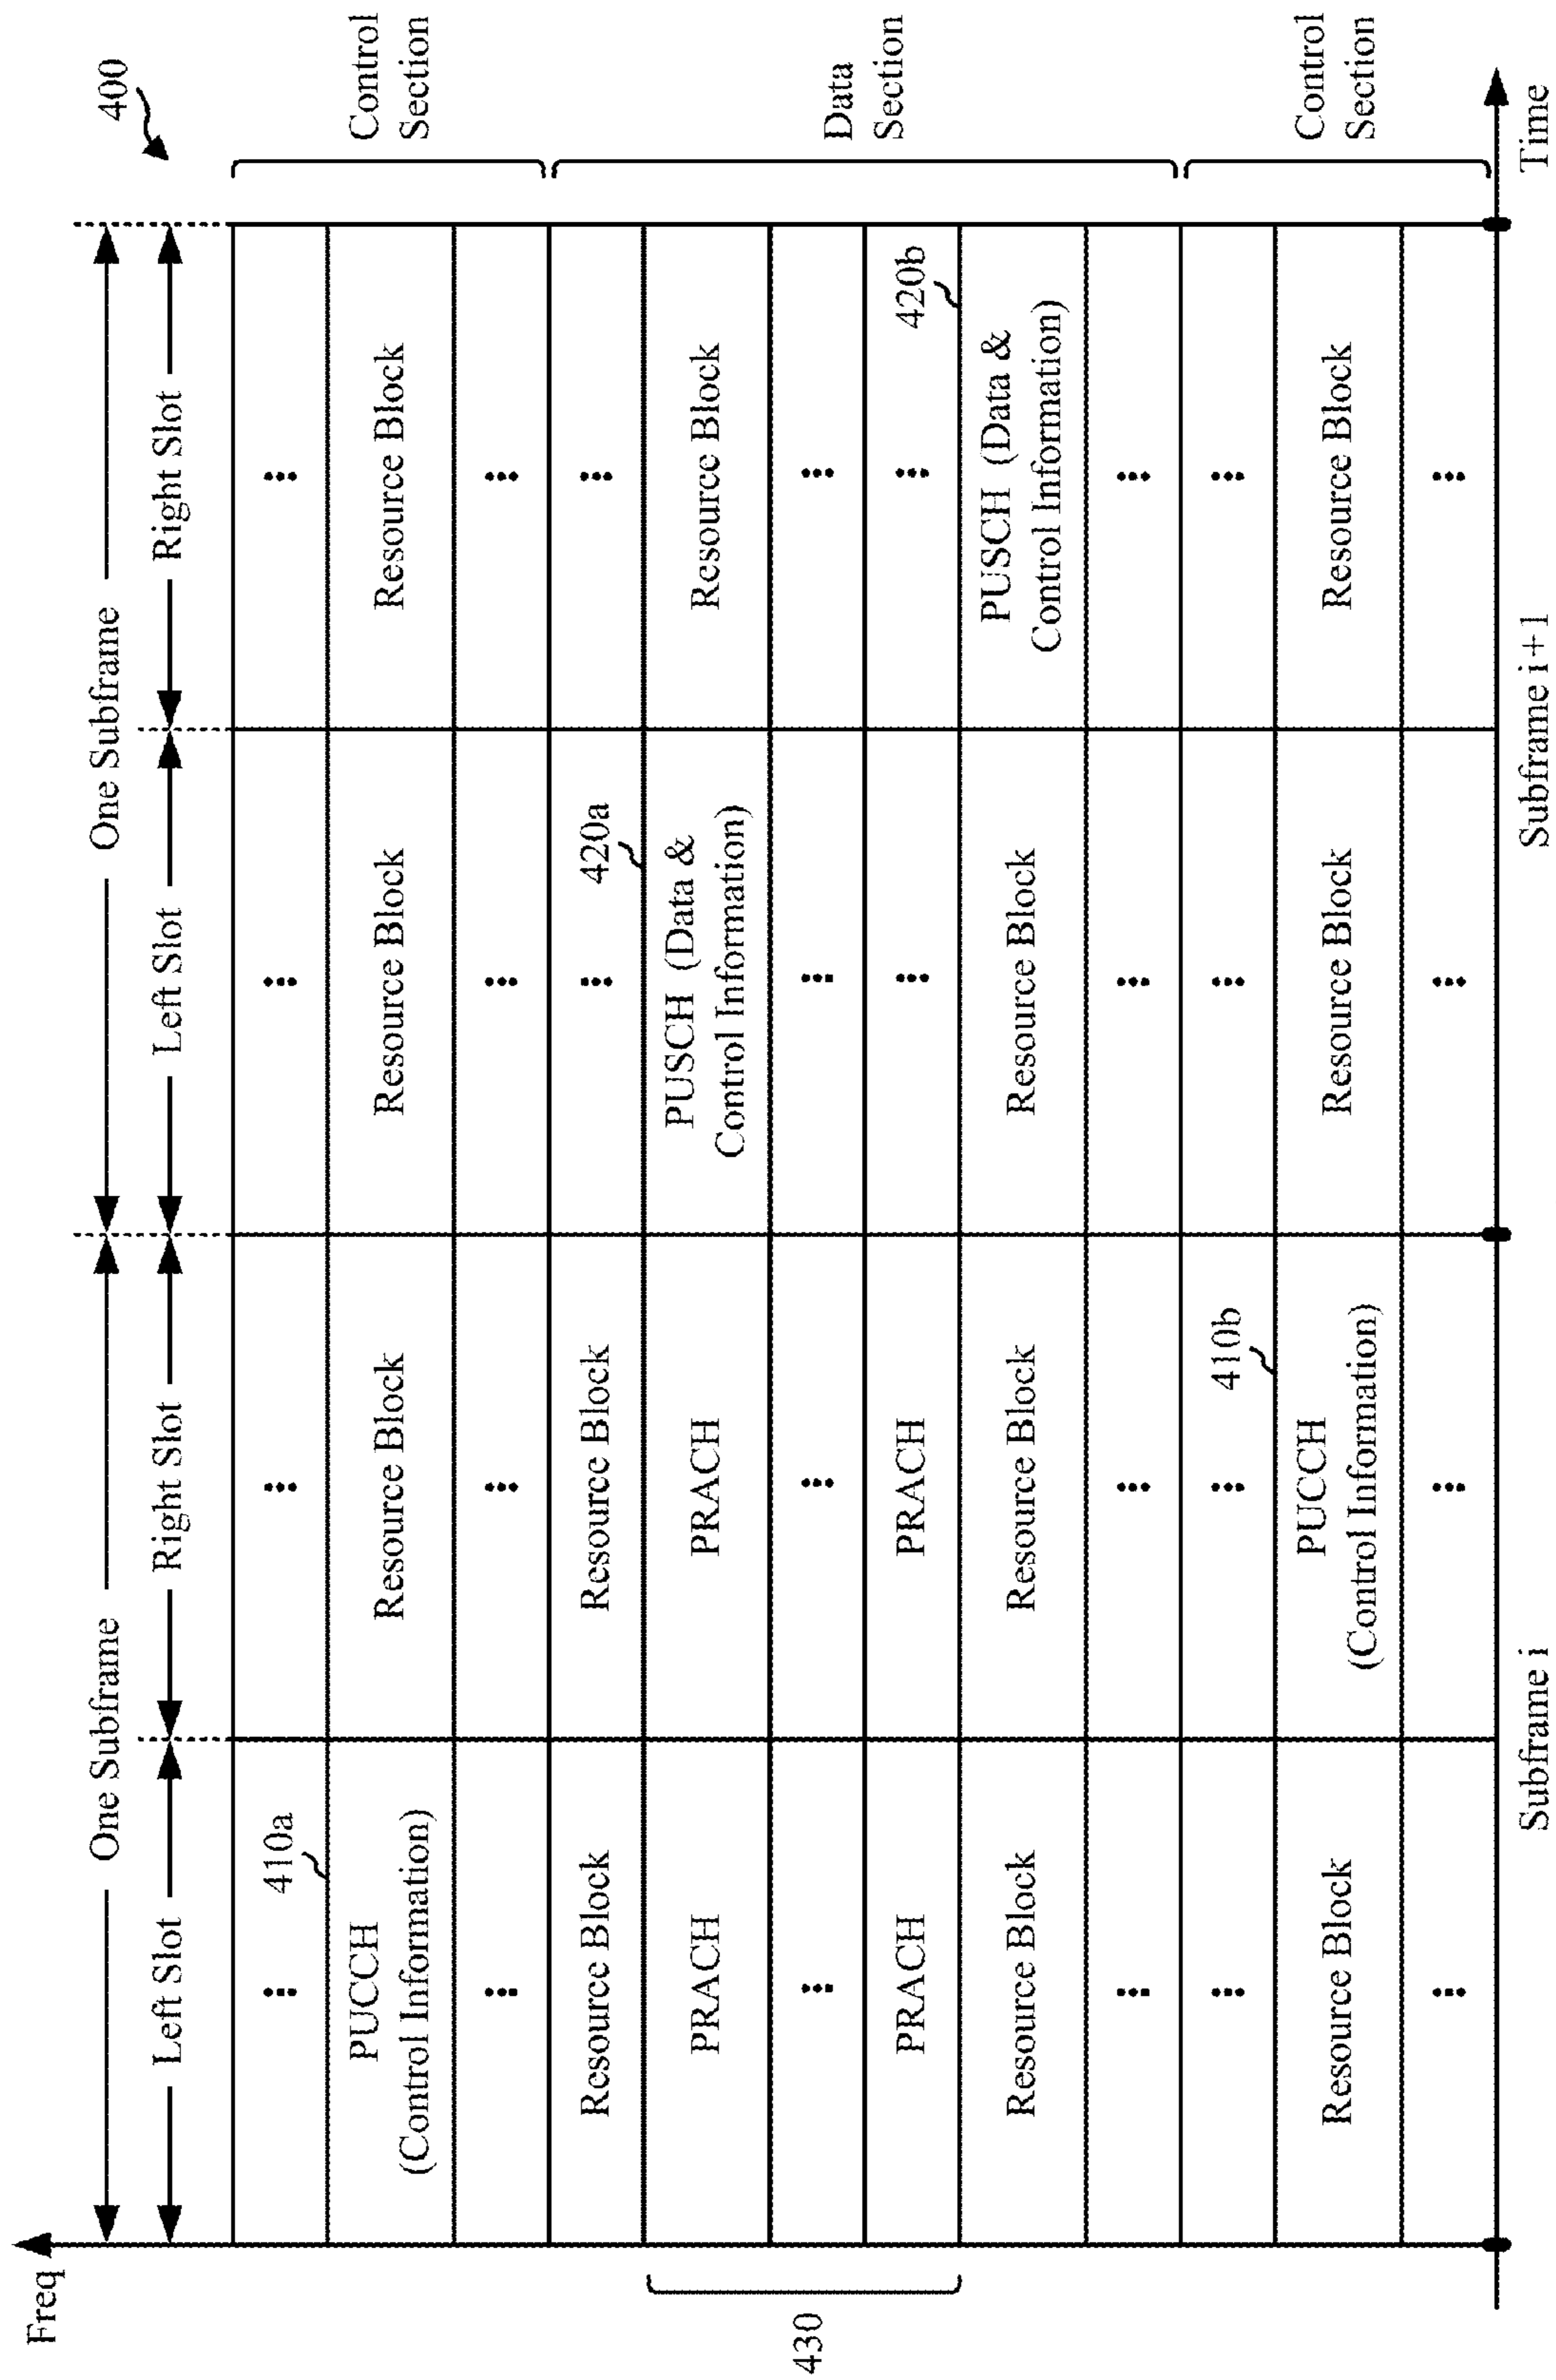 400
One Subframe
One Subframe
Left Slot
Right Slot
Left Slot
Right Slot
Freq
⋮
410a
⋮
⋮
⋮
PUCCH
(Control Information)
Resource Block
Resource Block
Resource Block
Control
Section
⋮
⋮
⋮
⋮
Resource Block
Resource Block
⋮
420a
⋮
PRACH
PRACH
PUSCH (Data &
Control Information)
Resource Block
430
⋮
⋮
⋮
⋮
Data
Section
PRACH
PRACH
⋮
⋮
420b
Resource Block
Resource Block
Resource Block
PUSCH (Data &
Control Information)
⋮
⋮
⋮
⋮
⋮
⋮
410b
⋮
⋮
Resource Block
PUCCH
(Control Information)
Resource Block
Resource Block
Control
Section
⋮
⋮
⋮
⋮
Subframe i
Subframe i + 1
Time